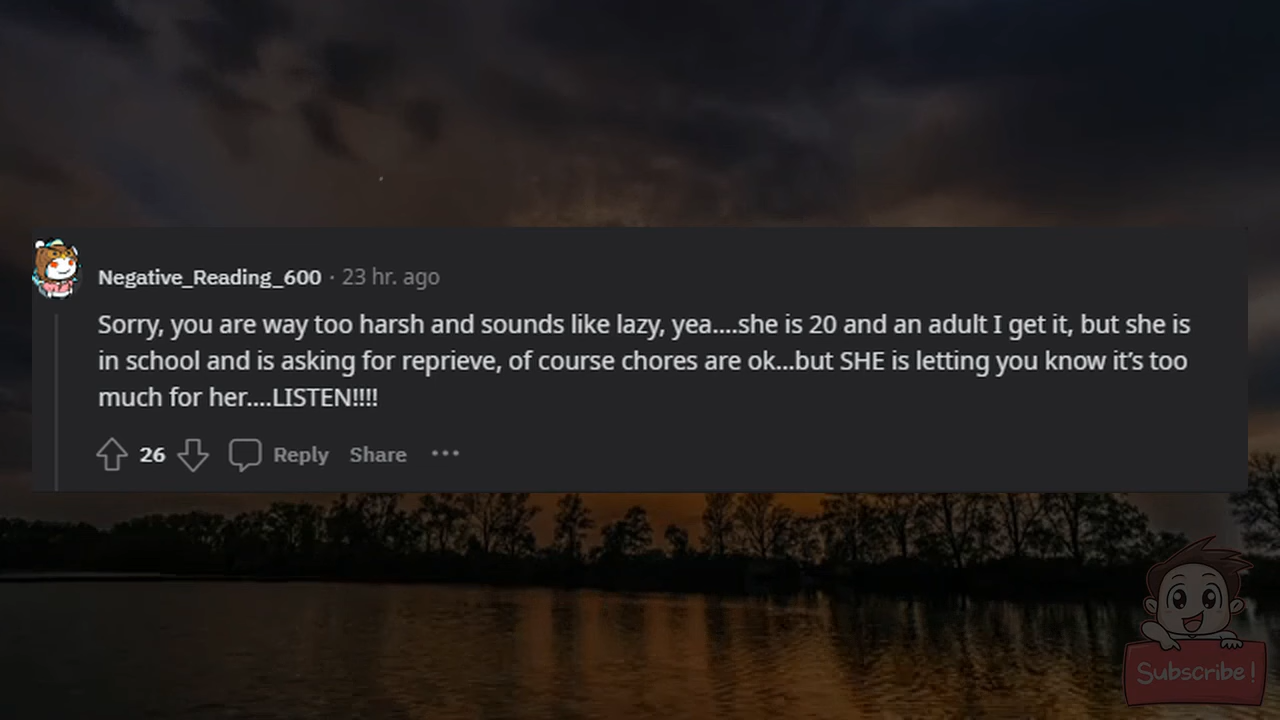 Negative_Reading_600 · 23 hr. ago
Sorry, you are way too harsh and sounds like lazy, yea....she is 20 and an adult I get it, but she is
in school and is asking for reprieve, of course chores are ok...but SHE is letting you know it’s too
much for her....LISTEN!!!!
26 Reply Share ···
Subscribe!